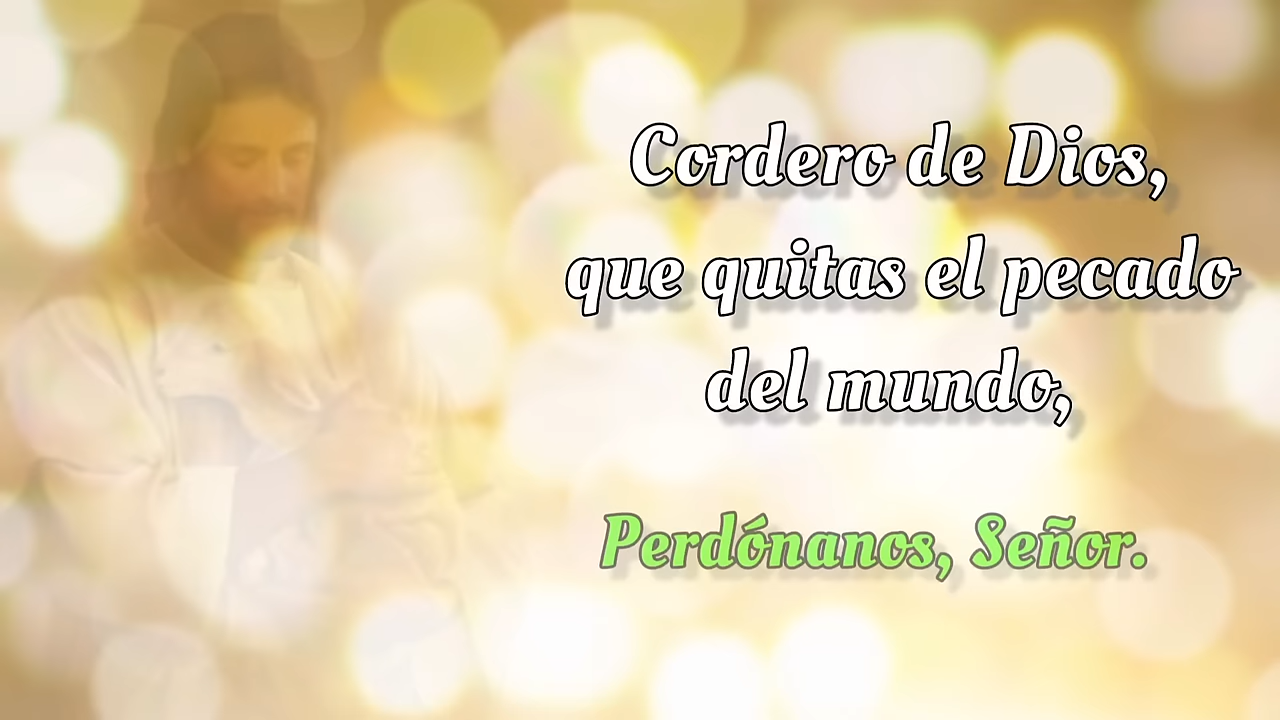 Cordero de Dios,
que quitas el pecado
del mundo,
Perdónanos, Señor.